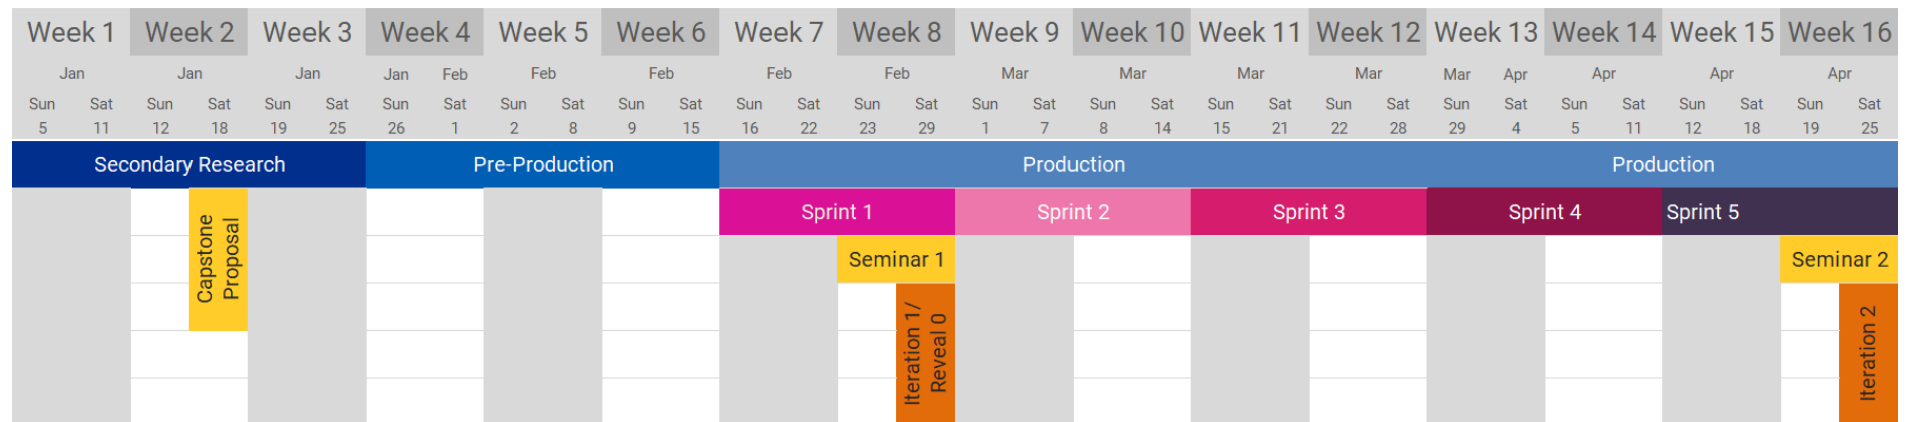 Week 1 Week 2 Week 3 Week 4 Week 5 Week 6 Week 7 Week 8 Week 9 Week 10 Week 11 Week 12 Week 13 Week 14 Week 15 Week 16
Jan Jan Jan Jan Feb Feb Feb Feb Feb Mar Mar Mar Mar Mar Apr Apr Apr Apr
Sun Sat Sun Sat Sun Sat Sun Sat Sun Sat Sun Sat Sun Sat Sun Sat Sun Sat Sun Sat Sun Sat Sun Sat Sun Sat Sun Sat Sun Sat Sun Sat
5 11 12 18 19 25 26 1 2 8 9 15 16 22 23 29 1 7 8 14 15 21 22 28 29 4 5 11 12 18 19 25
Secondary Research Pre-Production Production Production
Sprint 1 Sprint 2 Sprint 3 Sprint 4 Sprint 5
Capstone
Proposal
Seminar 1 Seminar 2
Iteration 1/
Reveal 0
Iteration 2